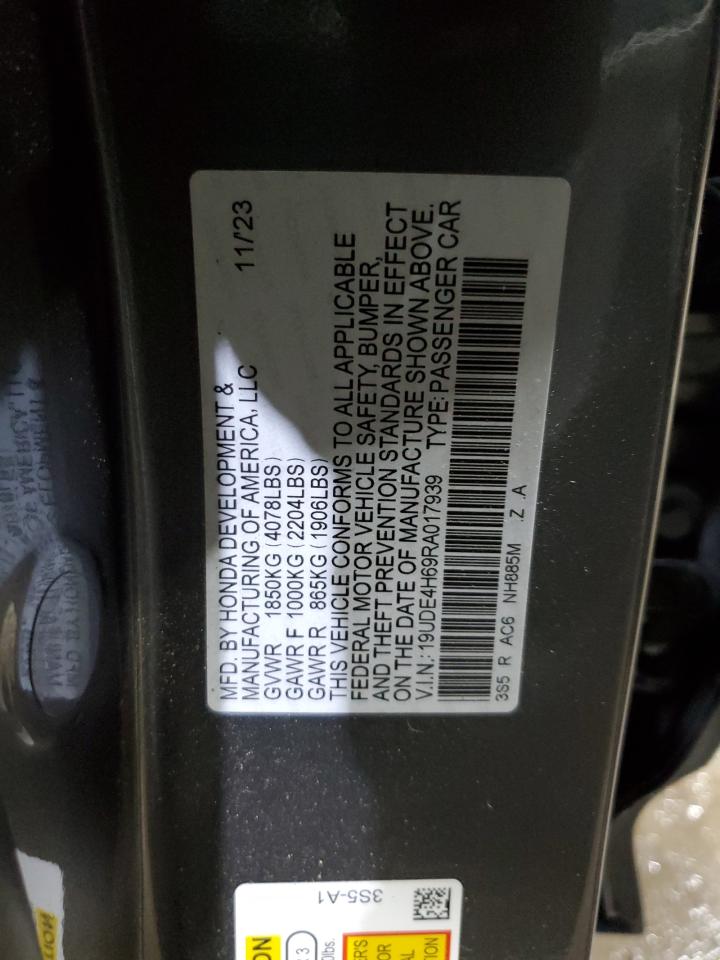 MFD. BY HONDA DEVELOPMENT &
MANUFACTURING OF AMERICA, LLC 11/'23
GVWR 1850KG (4078LBS)
GAWR F 1000KG (2204LBS)
GAWR R 865KG (1906LBS)
THIS VEHICLE CONFORMS TO ALL APPLICABLE
FEDERAL MOTOR VEHICLE SAFETY, BUMPER,
AND THEFT PREVENTION STANDARDS IN EFFECT
ON THE DATE OF MANUFACTURE SHOWN ABOVE.
V.I.N.: 19UDE4H69RA017939 TYPE: PASSENGER CAR
3S5 R AC6 NH885M .Z .A
3S5-A1